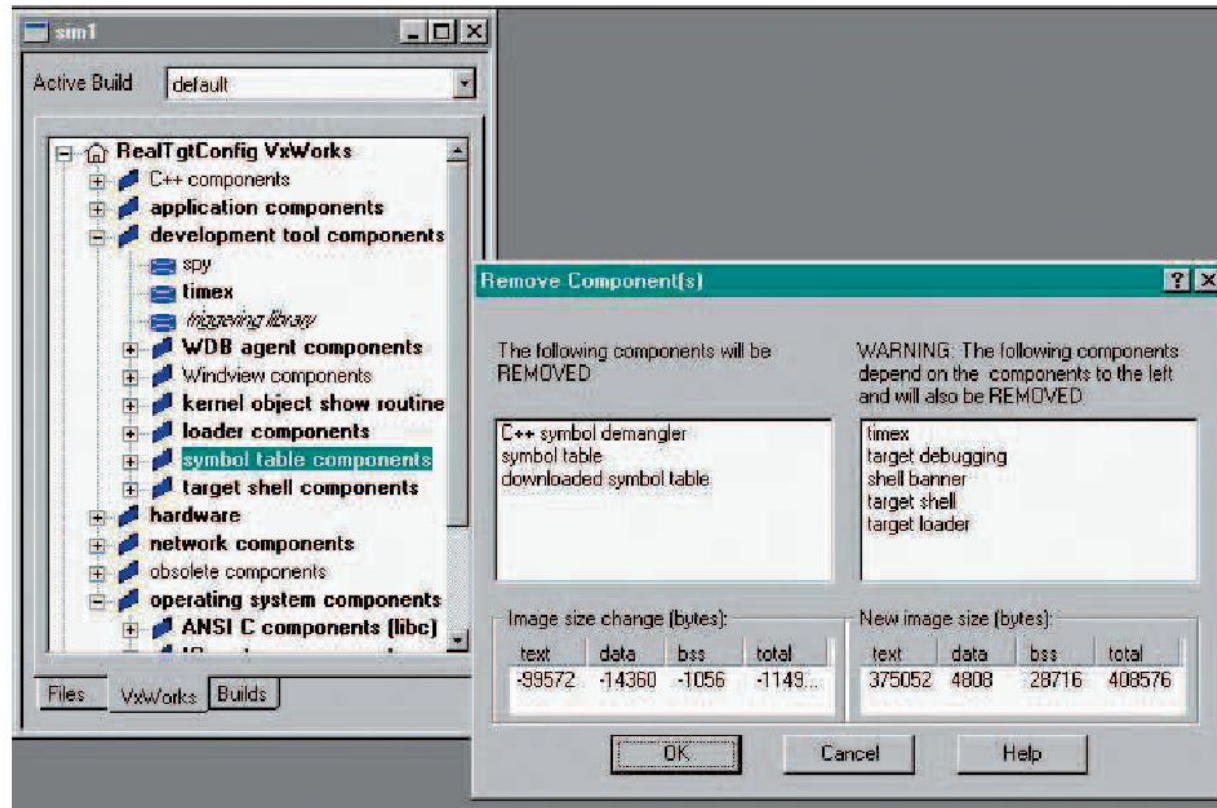 sim1
Active Build default
RealTgtConfig VxWorks
C++ components
application components
development tool components
spy
timex
triggering library
WDB agent components
Windview components
kernel object show routine
loader components
symbol table components
target shell components
hardware
network components
obsolete components
operating system components
ANSI C components (libc)
Files VxWorks Builds
Remove Component(s)
The following components will be
REMOVED
C++ symbol demangler
symbol table
downloaded symbol table
WARNING: The following components
depend on the components to the left
and will also be REMOVED
timex
target debugging
shell banner
target shell
target loader
Image size change (bytes):
text data bss total
-99572 -14360 -1056 -1149...
New image size (bytes):
text data bss total
375052 4808 28716 408576
OK Cancel Help